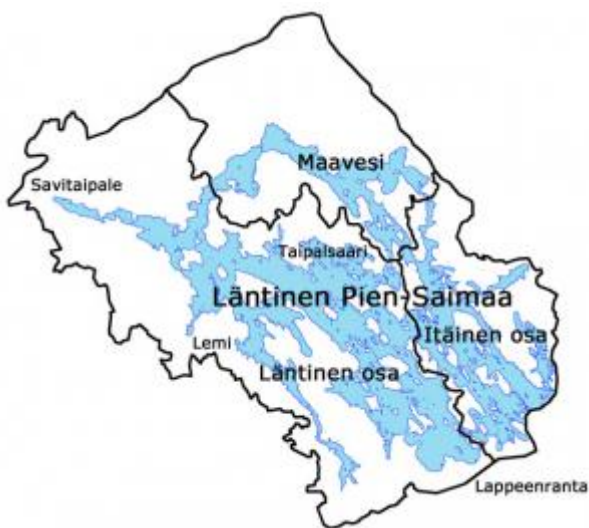 Maavesi
Savitaipale
Taipalsaari
Läntinen Pien-Saimaa
Itäinen osa
Lemi
Läntinen osa
Lappeenranta